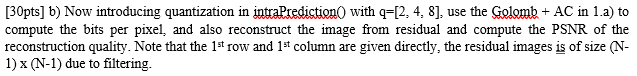 [30pts] b) Now introducing quantization in intraPrediction() with q=[2, 4, 8], use the Golomb + AC in 1.a) to
compute the bits per pixel, and also reconstruct the image from residual and compute the PSNR of the
reconstruction quality. Note that the 1st row and 1st column are given directly, the residual images is of size (N-
1) x (N-1) due to filtering.